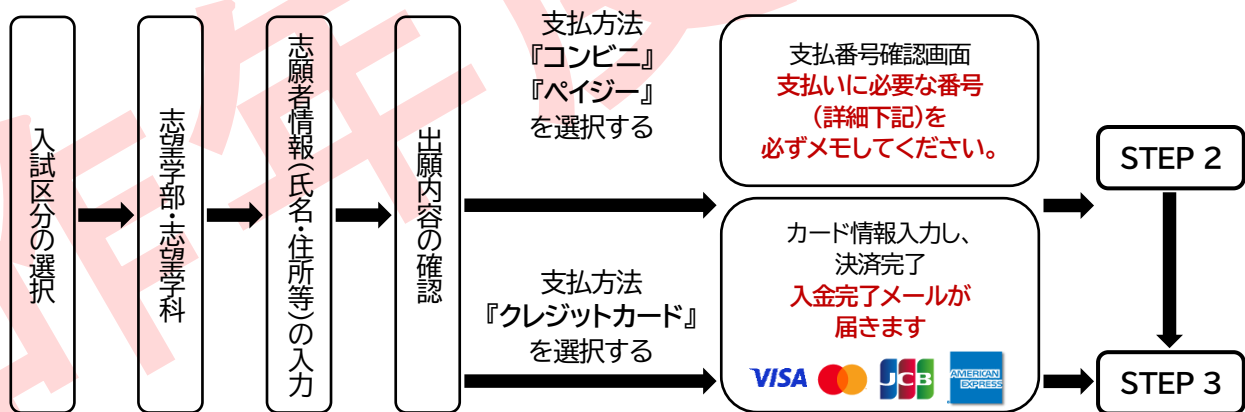 入試区分の選択
志望学部・志望学科
志願者情報(氏名・住所等)の入力
出願内容の確認
支払方法
『コンビニ』
『ペイジー』
を選択する
支払番号確認画面
支払いに必要な番号
(詳細下記)を
必ずメモしてください。
STEP 2
支払方法
『クレジットカード』
を選択する
カード情報入力し、
決済完了
入金完了メールが
届きます
VISA JCB AMERICAN
EXPRESS
STEP 3